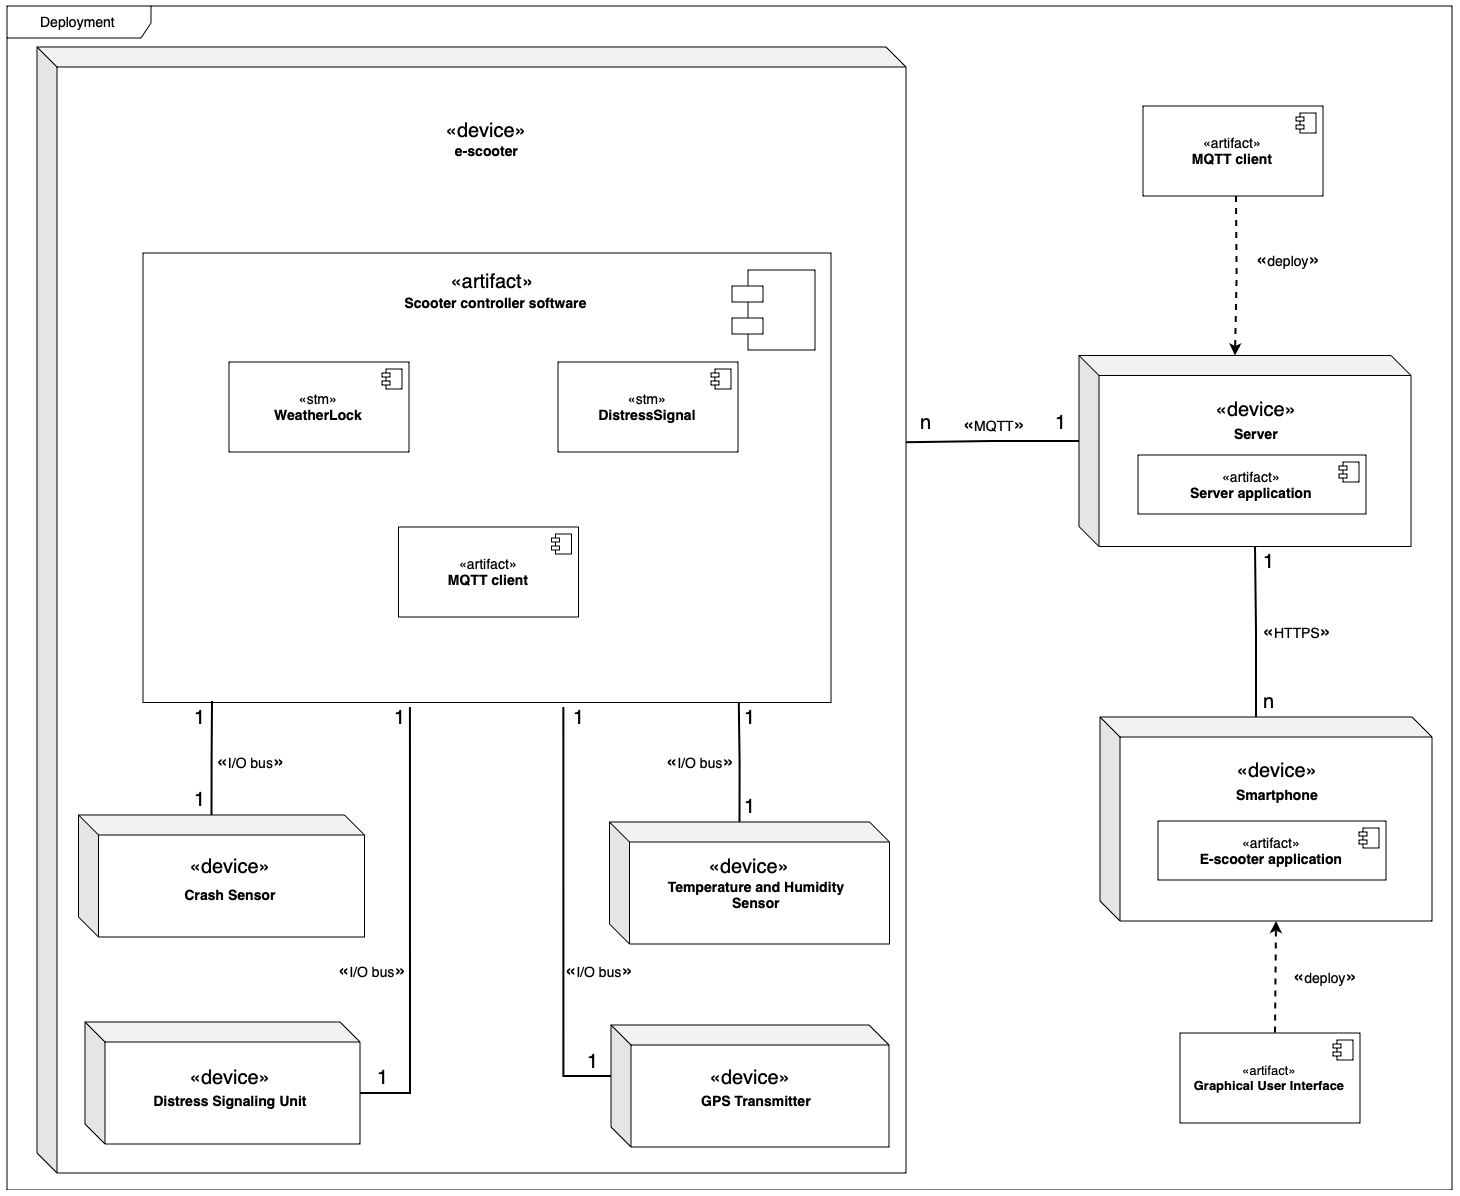 Deployment
«device»
e-scooter
«artifact»
Scooter controller software
«stm»
WeatherLock
«stm»
DistressSignal
«artifact»
MQTT client
1
1
1
1
«I/O bus»
«I/O bus»
1
1
«device»
Crash Sensor
«device»
Temperature and Humidity
Sensor
«I/O bus»
«I/O bus»
1
1
«device»
Distress Signaling Unit
«device»
GPS Transmitter
n
«MQTT»
1
«artifact»
MQTT client
«deploy»
«device»
Server
«artifact»
Server application
1
«HTTPS»
n
«device»
Smartphone
«artifact»
E-scooter application
«deploy»
«artifact»
Graphical User Interface